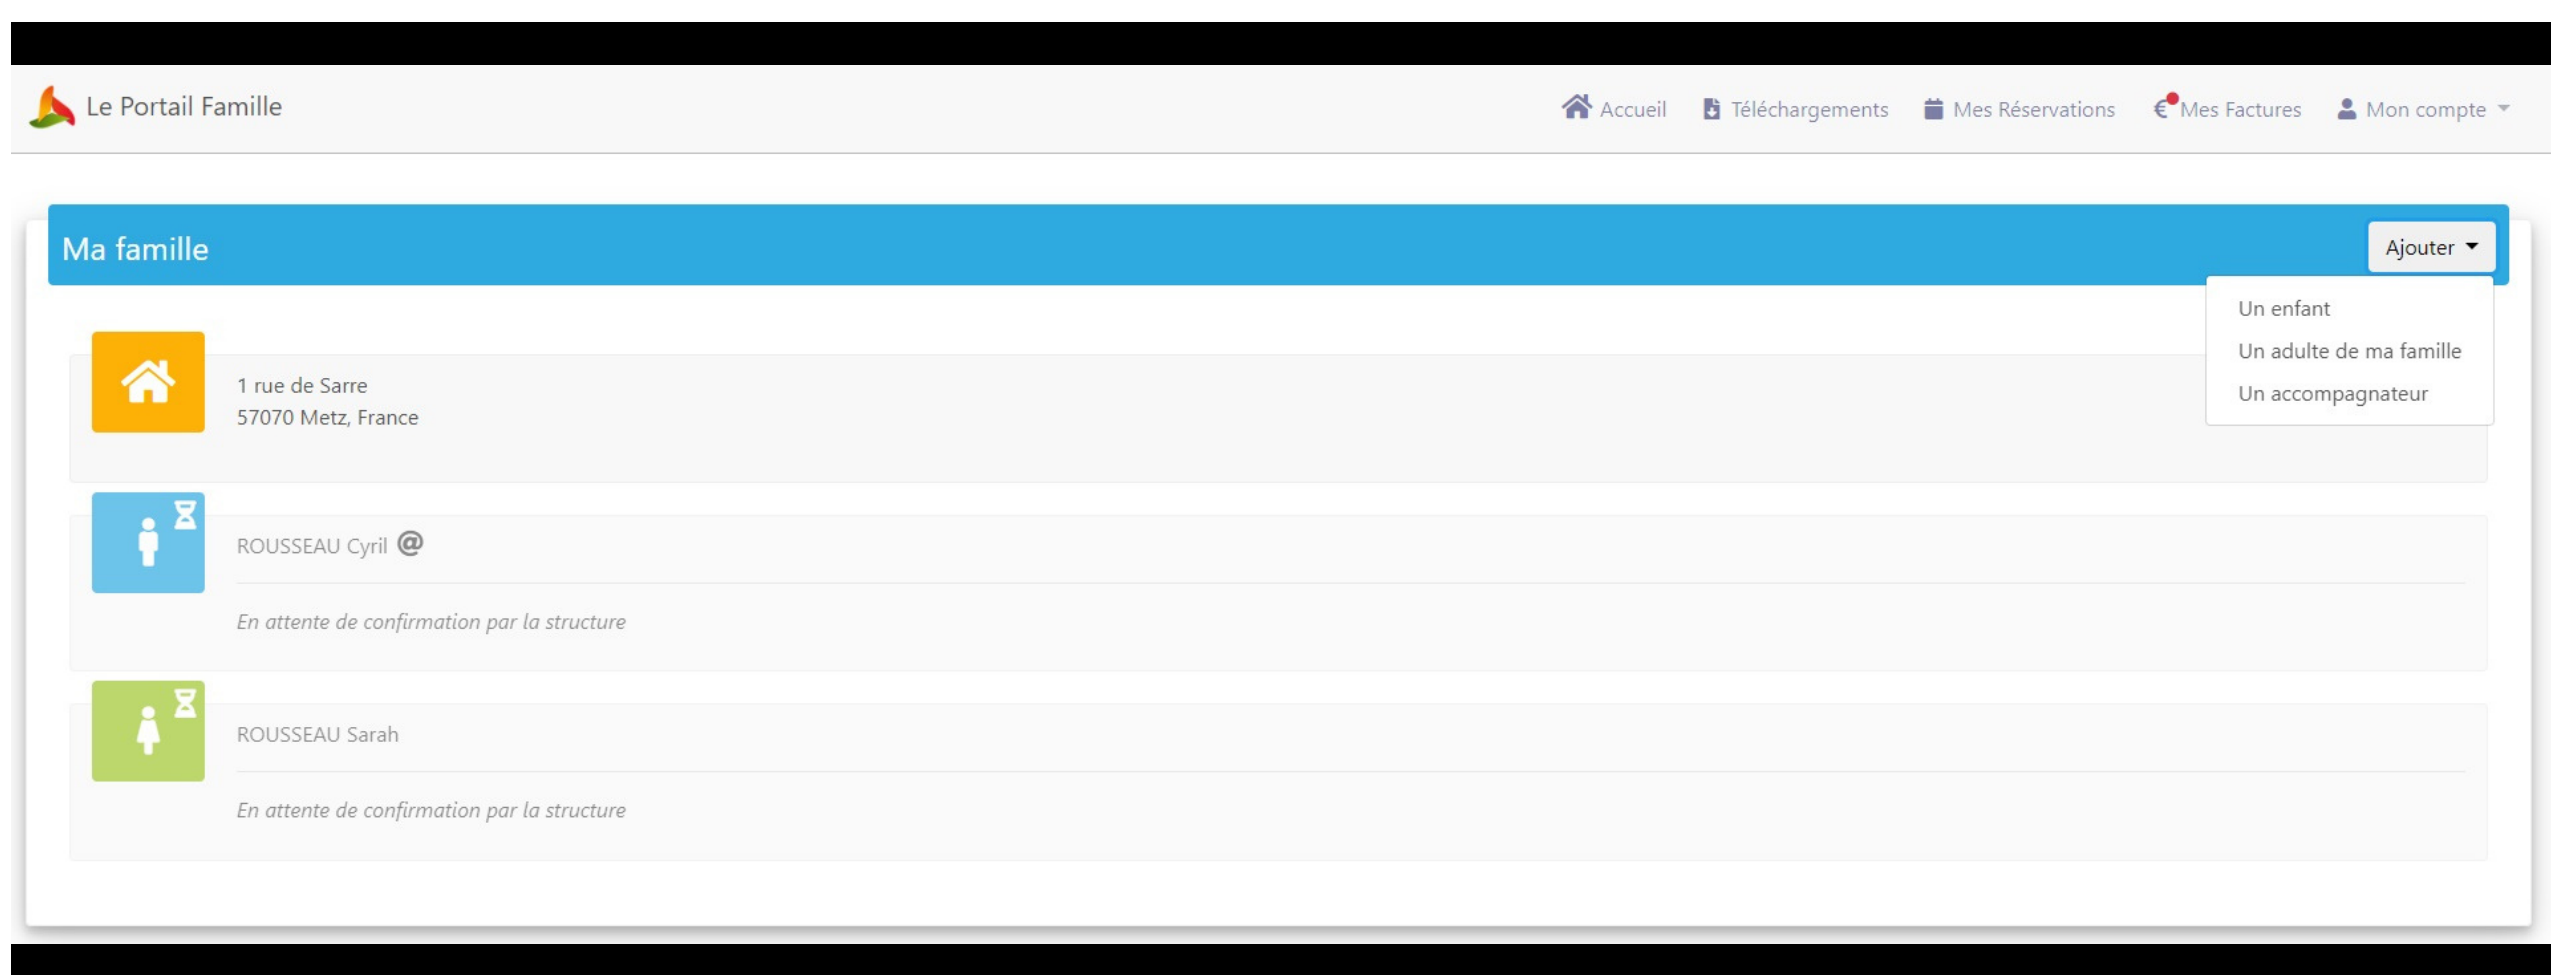 Le Portail Famille
Accueil
Téléchargements
Mes Réservations
Mes Factures
Mon compte
Ma famille
Ajouter
Un enfant
Un adulte de ma famille
Un accompagnateur
1 rue de Sarre
57070 Metz, France
ROUSSEAU Cyril @
En attente de confirmation par la structure
ROUSSEAU Sarah
En attente de confirmation par la structure